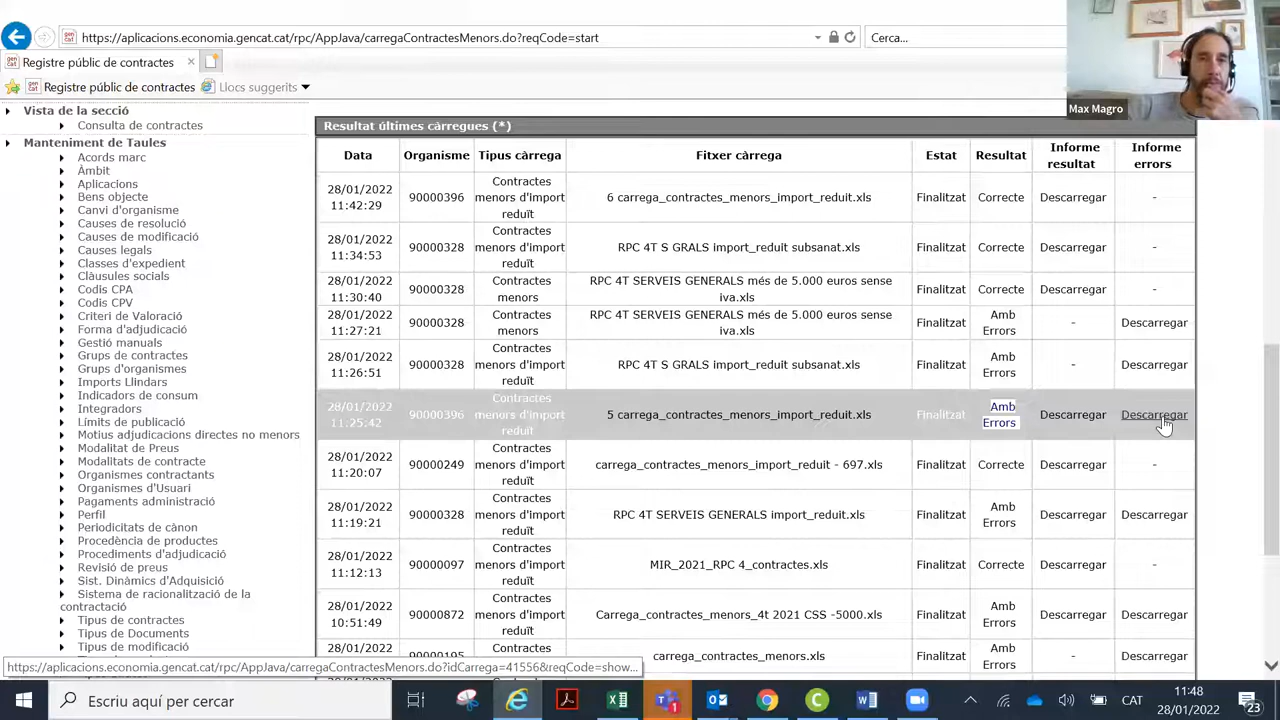 https://aplicacions.economia.gencat.cat/rpc/AppJava/carregaContractesMenors.do?reqCode=start
Cerca...
Registre públic de contractes
Registre públic de contractes
Llocs suggerits
Max Magro
Vista de la secció
Consulta de contractes
Manteniment de Taules
Acords marc
Àmbit
Aplicacions
Bens objecte
Canvi d'organisme
Causes de resolució
Causes de modificació
Causes legals
Classes d'expedient
Clàusules socials
Codis CPA
Codis CPV
Criteri de Valoració
Forma d'adjudicació
Gestió manuals
Grups de contractes
Grups d'organismes
Imports Llindars
Indicadors de consum
Integradors
Límits de publicació
Motius adjudicacions directes no menors
Modalitat de Preus
Modalitats de contracte
Organismes contractants
Organismes d'Usuari
Pagaments administració
Perfil
Periodicitats de cànon
Procedència de productes
Procediments d'adjudicació
Revisió de preus
Sist. Dinàmics d'Adquisició
Sistema de racionalització de la
contractació
Tipus de contractes
Tipus de Documents
Tipus de modificació
Resultat últimes càrregues (*)
Data Organisme Tipus càrrega Fitxer càrrega Estat Resultat Informe resultat Informe errors
28/01/2022 11:42:29 90000396 Contractes menors d'import reduït 6 carrega_contractes_menors_import_reduit.xls Finalitzat Correcte Descarregar -
28/01/2022 11:34:53 90000328 Contractes menors d'import reduït RPC 4T S GRALS import_reduit subsanat.xls Finalitzat Correcte Descarregar -
28/01/2022 11:30:40 90000328 Contractes menors RPC 4T SERVEIS GENERALS més de 5.000 euros sense iva.xls Finalitzat Correcte Descarregar -
28/01/2022 11:27:21 90000328 Contractes menors RPC 4T SERVEIS GENERALS més de 5.000 euros sense iva.xls Finalitzat Amb Errors - Descarregar
28/01/2022 11:26:51 90000328 Contractes menors d'import reduït RPC 4T S GRALS import_reduit subsanat.xls Finalitzat Amb Errors - Descarregar
28/01/2022 11:25:42 90000396 Contractes menors d'import reduït 5 carrega_contractes_menors_import_reduit.xls Finalitzat Amb Errors Descarregar Descarregar
28/01/2022 11:20:07 90000249 Contractes menors d'import reduït carrega_contractes_menors_import_reduit - 697.xls Finalitzat Correcte Descarregar -
28/01/2022 11:19:21 90000328 Contractes menors d'import reduït RPC 4T SERVEIS GENERALS import_reduit.xls Finalitzat Amb Errors Descarregar Descarregar
28/01/2022 11:12:13 90000097 Contractes menors d'import reduït MIR_2021_RPC 4_contractes.xls Finalitzat Correcte Descarregar -
28/01/2022 10:51:49 90000872 Contractes menors d'import reduït Carrega_contractes_menors_4t 2021 CSS -5000.xls Finalitzat Amb Errors Descarregar Descarregar
carrega_contractes_menors.xls Finalitzat Amb Errors - Descarregar
https://aplicacions.economia.gencat.cat/rpc/AppJava/carregaContractesMenors.do?idCarrega=41556&reqCode=show...
Escriu aquí per cercar
CAT
11:48
28/01/2022
23